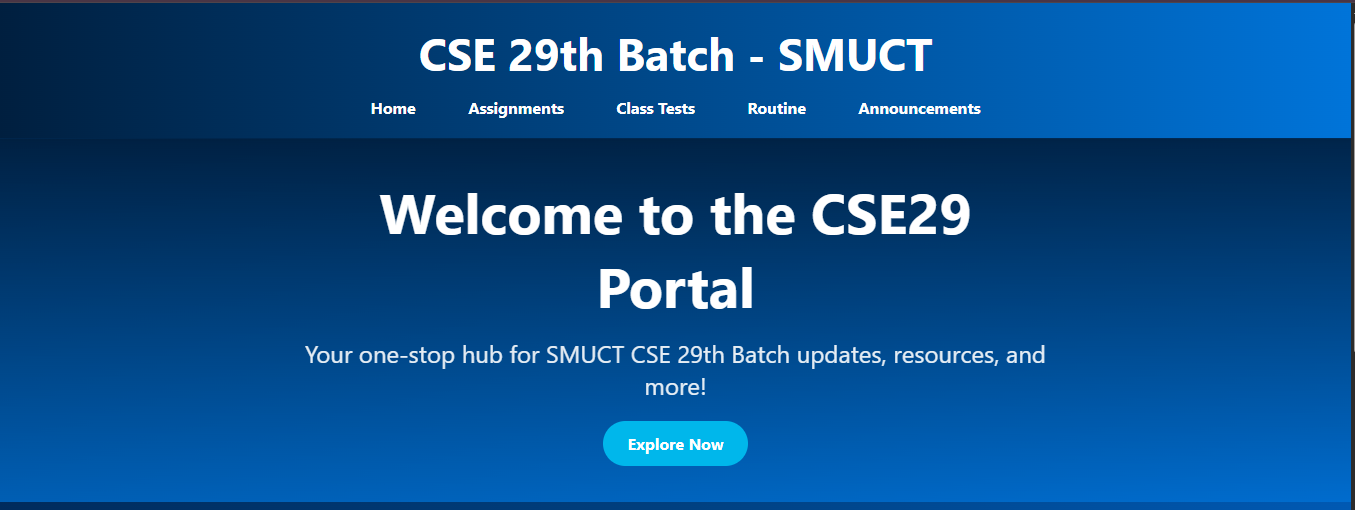 CSE 29th Batch - SMUCT
Home Assignments Class Tests Routine Announcements
Welcome to the CSE29
Portal
Your one-stop hub for SMUCT CSE 29th Batch updates, resources, and
more!
Explore Now